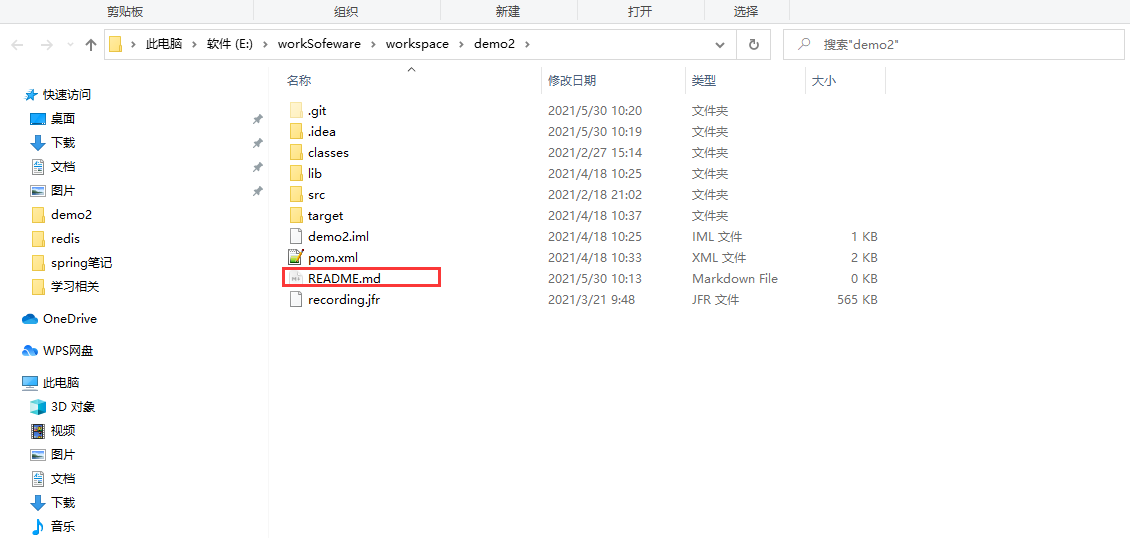 剪贴板 组织 新建 打开 选择
此电脑 › 软件 (E:) › workSofeware › workspace › demo2 › 搜索"demo2"
名称 修改日期 类型 大小
快速访问
桌面
下载
文档
图片
demo2
redis
spring笔记
学习相关
OneDrive
WPS网盘
此电脑
3D 对象
视频
图片
文档
下载
音乐
.git 2021/5/30 10:20 文件夹
.idea 2021/5/30 10:19 文件夹
classes 2021/2/27 15:14 文件夹
lib 2021/4/18 10:25 文件夹
src 2021/2/18 21:02 文件夹
target 2021/4/18 10:37 文件夹
demo2.iml 2021/4/18 10:25 IML 文件 1 KB
pom.xml 2021/4/18 10:33 XML 文件 2 KB
README.md 2021/5/30 10:13 Markdown File 0 KB
recording.jfr 2021/3/21 9:48 JFR 文件 565 KB